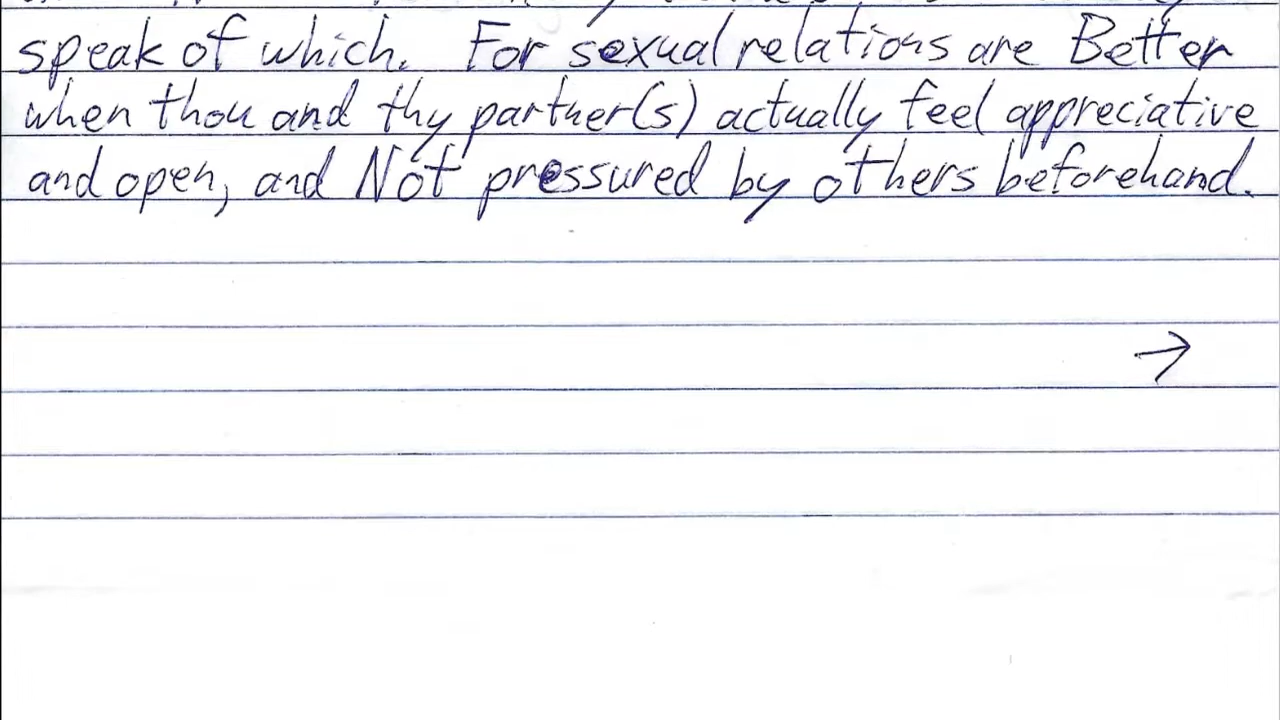 speak of which. For sexual relations are Better
when thou and thy partner(s) actually feel appreciative
and open, and Not pressured by others beforehand.
→